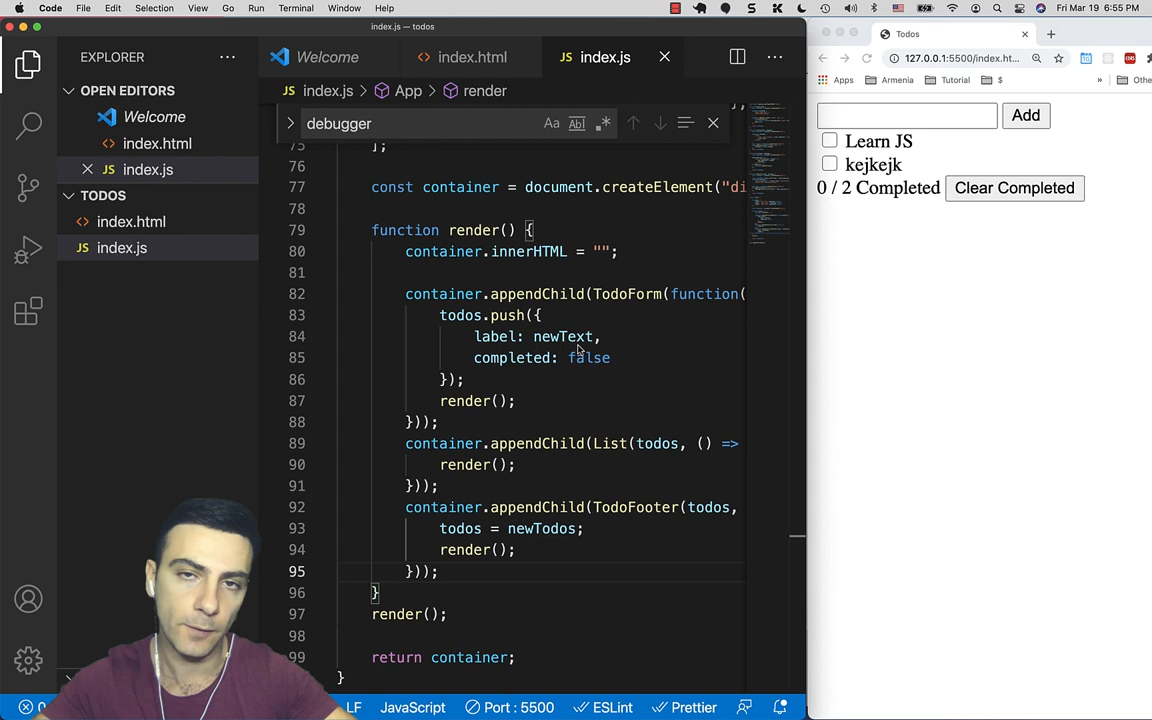 Code File Edit Selection View Go Run Terminal Window Help Fri Mar 19 6:55 PM
index.js — todos
EXPLORER
OPEN EDITORS
Welcome
index.html
JS index.js
TODOS
index.html
JS index.js
Welcome
index.html
JS index.js
JS index.js > App > render
debugger
Aa Abl .*
75 ];
76
77 const container = document.createElement("di
78
79 function render() {
80 container.innerHTML = "";
81
82 container.appendChild(TodoForm(function(
83 todos.push({
84 label: newText,
85 completed: false
86 });
87 render();
88 }));
89 container.appendChild(List(todos, () =>
90 render();
91 }));
92 container.appendChild(TodoFooter(todos,
93 todos = newTodos;
94 render();
95 }));
96 }
97 render();
98
99 return container;
}
0 LF JavaScript Port : 5500 ESLint Prettier
Todos
127.0.0.1:5500/index.ht...
Apps Armenia Tutorial $ » Othe
Add
Learn JS
kejkejk
0 / 2 Completed Clear Completed